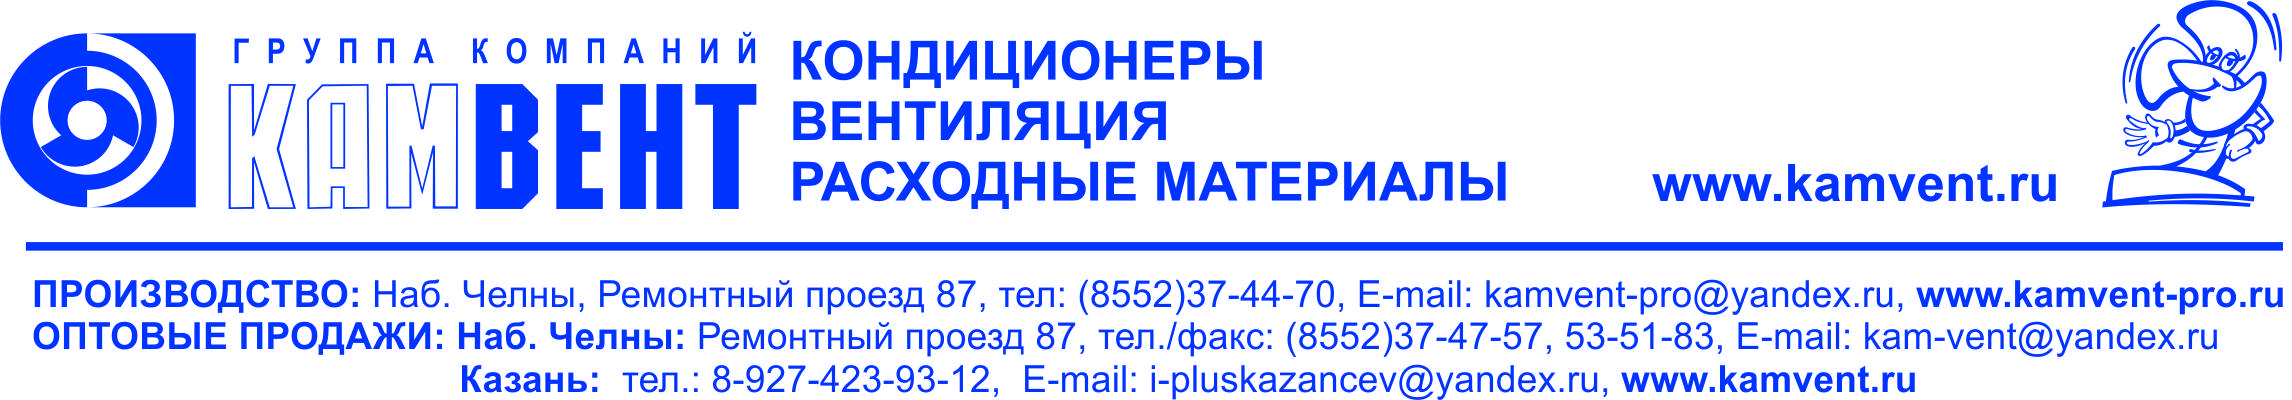 ГРУППА КОМПАНИЙ
КАМВЕНТ
КОНДИЦИОНЕРЫ
ВЕНТИЛЯЦИЯ
РАСХОДНЫЕ МАТЕРИАЛЫ
www.kamvent.ru
ПРОИЗВОДСТВО: Наб. Челны, Ремонтный проезд 87, тел: (8552)37-44-70, E-mail: kamvent-pro@yandex.ru, www.kamvent-pro.ru
ОПТОВЫЕ ПРОДАЖИ: Наб. Челны: Ремонтный проезд 87, тел./факс: (8552)37-47-57, 53-51-83, E-mail: kam-vent@yandex.ru
Казань: тел.: 8-927-423-93-12, E-mail: i-pluskazancev@yandex.ru, www.kamvent.ru